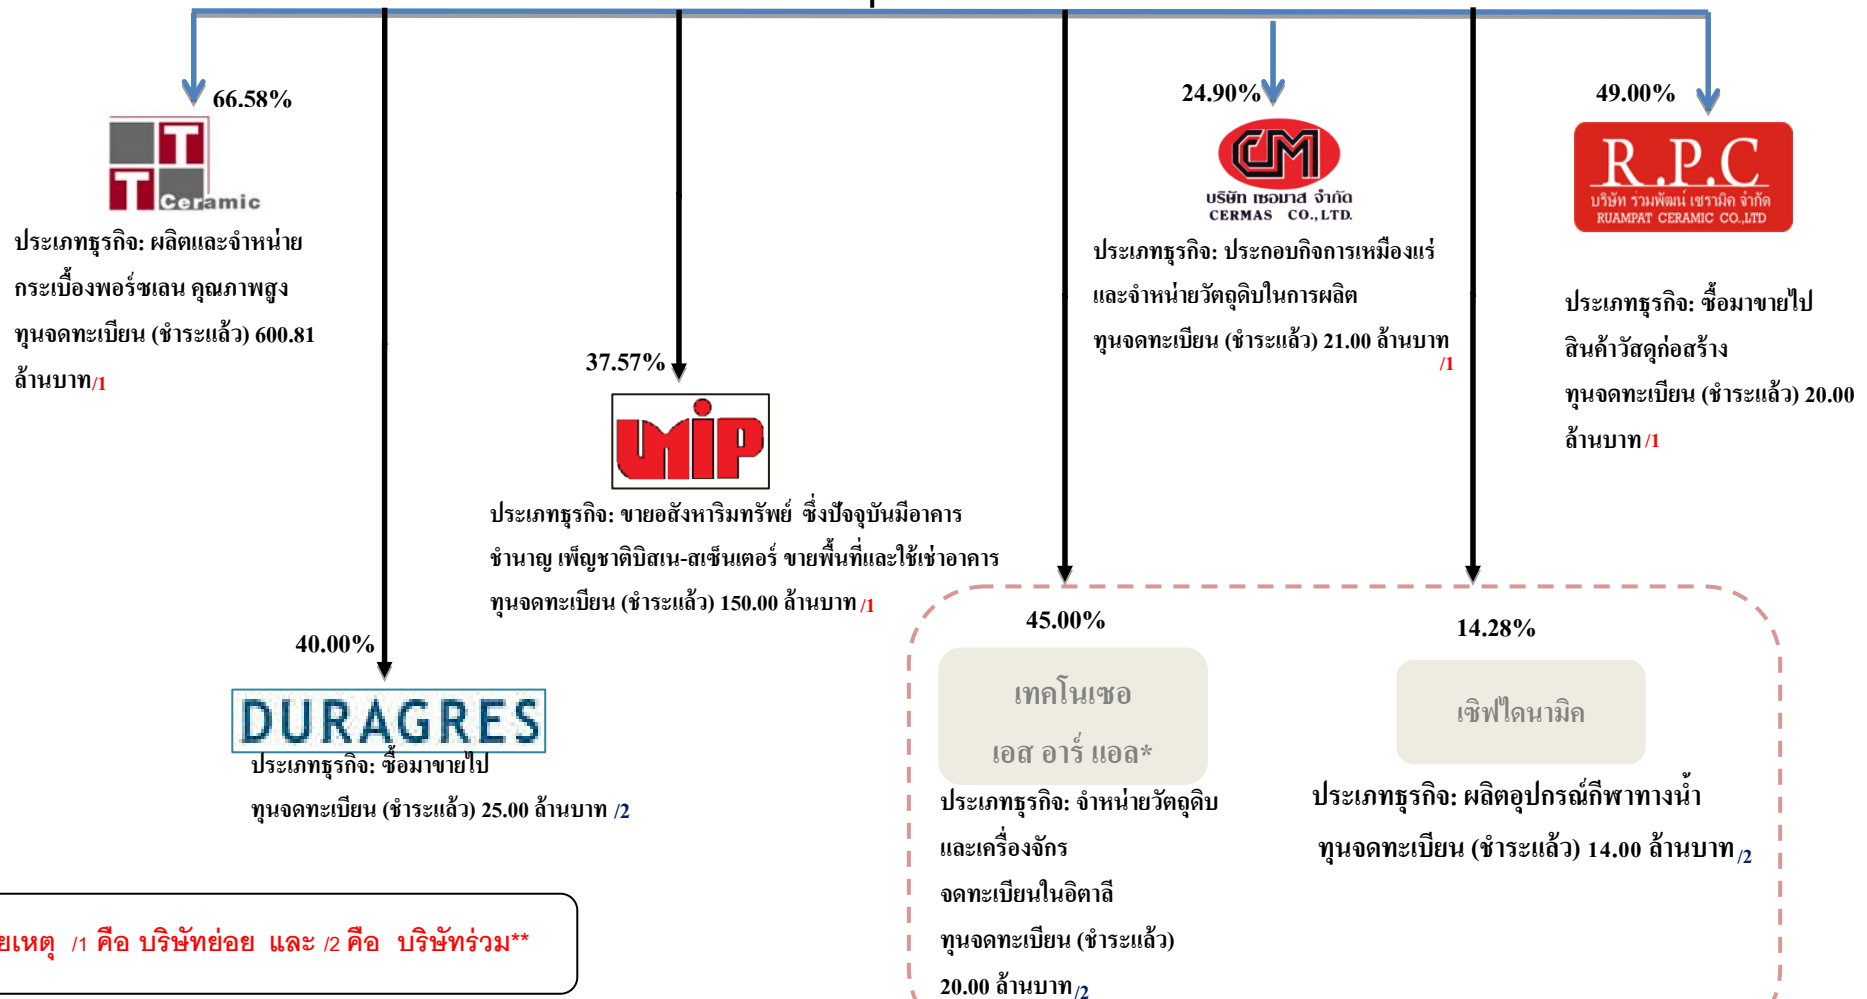 66.58%
TTT
Ceramic
ประเภทธุรกิจ: ผลิตและจำหน่าย
กระเบื้องพอร์ซเลน คุณภาพสูง
ทุนจดทะเบียน (ชำระแล้ว) 600.81
ล้านบาท/1
24.90%
CM
บริษัท เซอมาส จำกัด
CERMAS CO.,LTD.
ประเภทธุรกิจ: ประกอบกิจการเหมืองแร่
และจำหน่ายวัตถุดิบในการผลิต
ทุนจดทะเบียน (ชำระแล้ว) 21.00 ล้านบาท
/1
49.00%
R.P.C
บริษัท ร่วมพัฒน์ เซรามิค จำกัด
RUAMPAT CERAMIC CO.,LTD
ประเภทธุรกิจ: ซื้อมาขายไป
สินค้าวัสดุก่อสร้าง
ทุนจดทะเบียน (ชำระแล้ว) 20.00
ล้านบาท/1
37.57%
UMiP
ประเภทธุรกิจ: ขายอสังหาริมทรัพย์ ซึ่งปัจจุบันมีอาคาร
ชำนาญ เพ็ญชาติบิสเน-สเซ็นเตอร์ ขายพื้นที่และใช้เช่าอาคาร
ทุนจดทะเบียน (ชำระแล้ว) 150.00 ล้านบาท /1
40.00%
DURAGRES
ประเภทธุรกิจ: ซื้อมาขายไป
ทุนจดทะเบียน (ชำระแล้ว) 25.00 ล้านบาท /2
45.00%
เทคโนเซอ
เอส อาร์ แอล*
ประเภทธุรกิจ: จำหน่ายวัตถุดิบ
และเครื่องจักร
จดทะเบียนในอิตาลี
ทุนจดทะเบียน (ชำระแล้ว)
20.00 ล้านบาท/2
14.28%
เซิฟไดนามิค
ประเภทธุรกิจ: ผลิตอุปกรณ์กีฬาทางน้ำ
ทุนจดทะเบียน (ชำระแล้ว) 14.00 ล้านบาท/2
ยเหตุ /1 คือ บริษัทย่อย และ /2 คือ บริษัทร่วม**